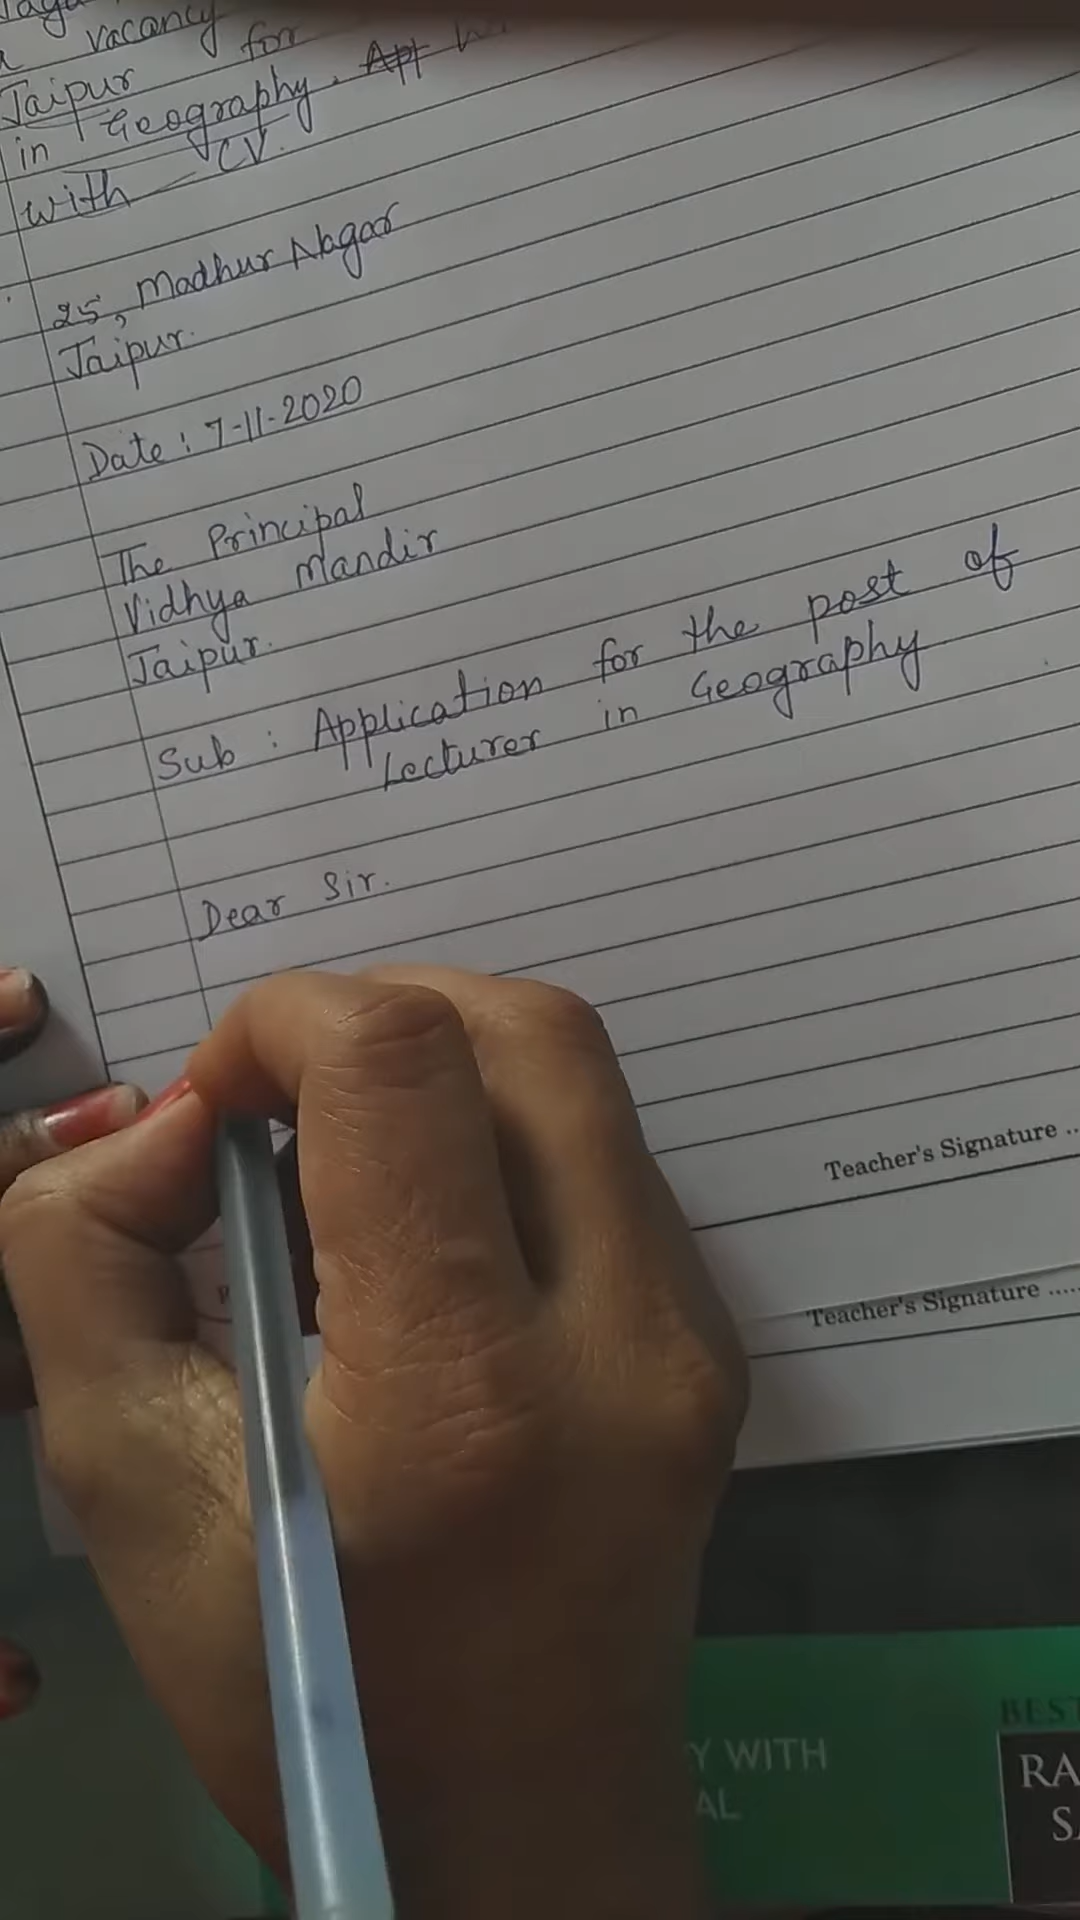 vacancy for
Jaipur
in Geography.
with CV.
25, Madhur Nagar
Jaipur.
Date : 7-11-2020
The Principal
Vidhya Mandir
Jaipur.
Sub : Application for the post of
Lecturer in Geography
Dear Sir.
Teacher's Signature ..
Teacher's Signature .....
Y WITH
AL
BEST
RA
SA